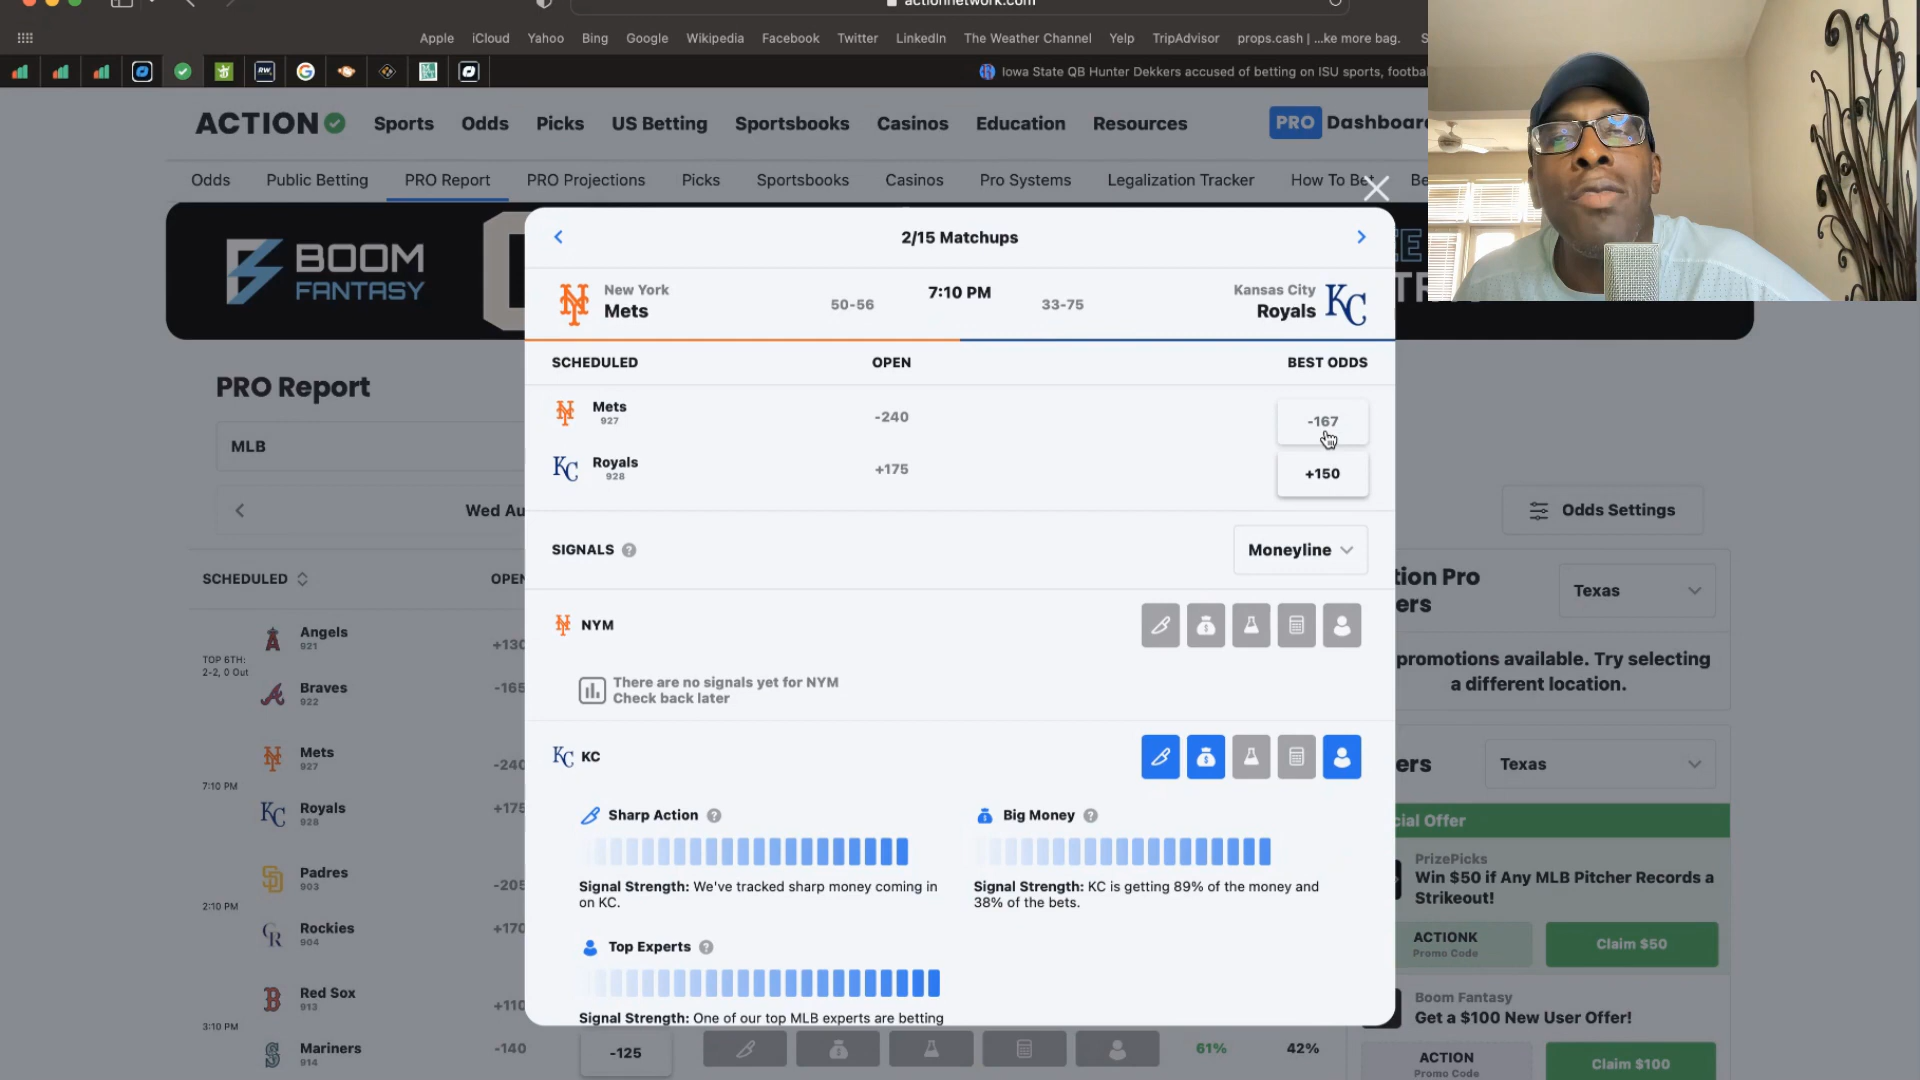 actionnetwork.com
Apple iCloud Yahoo Bing Google Wikipedia Facebook Twitter LinkedIn The Weather Channel Yelp TripAdvisor props.cash | ...ke more bag. S
RW
Iowa State QB Hunter Dekkers accused of betting on ISU sports, footbal
ACTION Sports Odds Picks US Betting Sportsbooks Casinos Education Resources PRO Dashboar
Odds Public Betting PRO Report PRO Projections Picks Sportsbooks Casinos Pro Systems Legalization Tracker How To Bet Be
BOOM
FANTASY
2/15 Matchups
New York
Mets
50-56
7:10 PM
33-75
Kansas City
Royals
KC
SCHEDULED OPEN BEST ODDS
Mets
927
-240
-167
KC
Royals
928
+175
+150
SIGNALS ?
Moneyline
NYM
There are no signals yet for NYM
Check back later
KC KC
Sharp Action ?
Signal Strength: We've tracked sharp money coming in
on KC.
Big Money ?
Signal Strength: KC is getting 89% of the money and
38% of the bets.
Top Experts ?
Signal Strength: One of our top MLB experts are betting
PRO Report
MLB
Wed Au
Odds Settings
SCHEDULED OPEN
TOP 6TH:
2-2, 0 Out
Angels
921
+130
Braves
922
-165
7:10 PM
Mets
927
-240
KC
Royals
928
+175
2:10 PM
Padres
903
-205
CR
Rockies
904
+170
3:10 PM
Red Sox
913
+110
Mariners
914
-140
-125
61% 42%
tion Pro
ers
Texas
promotions available. Try selecting
a different location.
ers
Texas
cial Offer
PrizePicks
Win $50 if Any MLB Pitcher Records a
Strikeout!
ACTIONK
Promo Code
Claim $50
Boom Fantasy
Get a $100 New User Offer!
ACTION
Promo Code
Claim $100